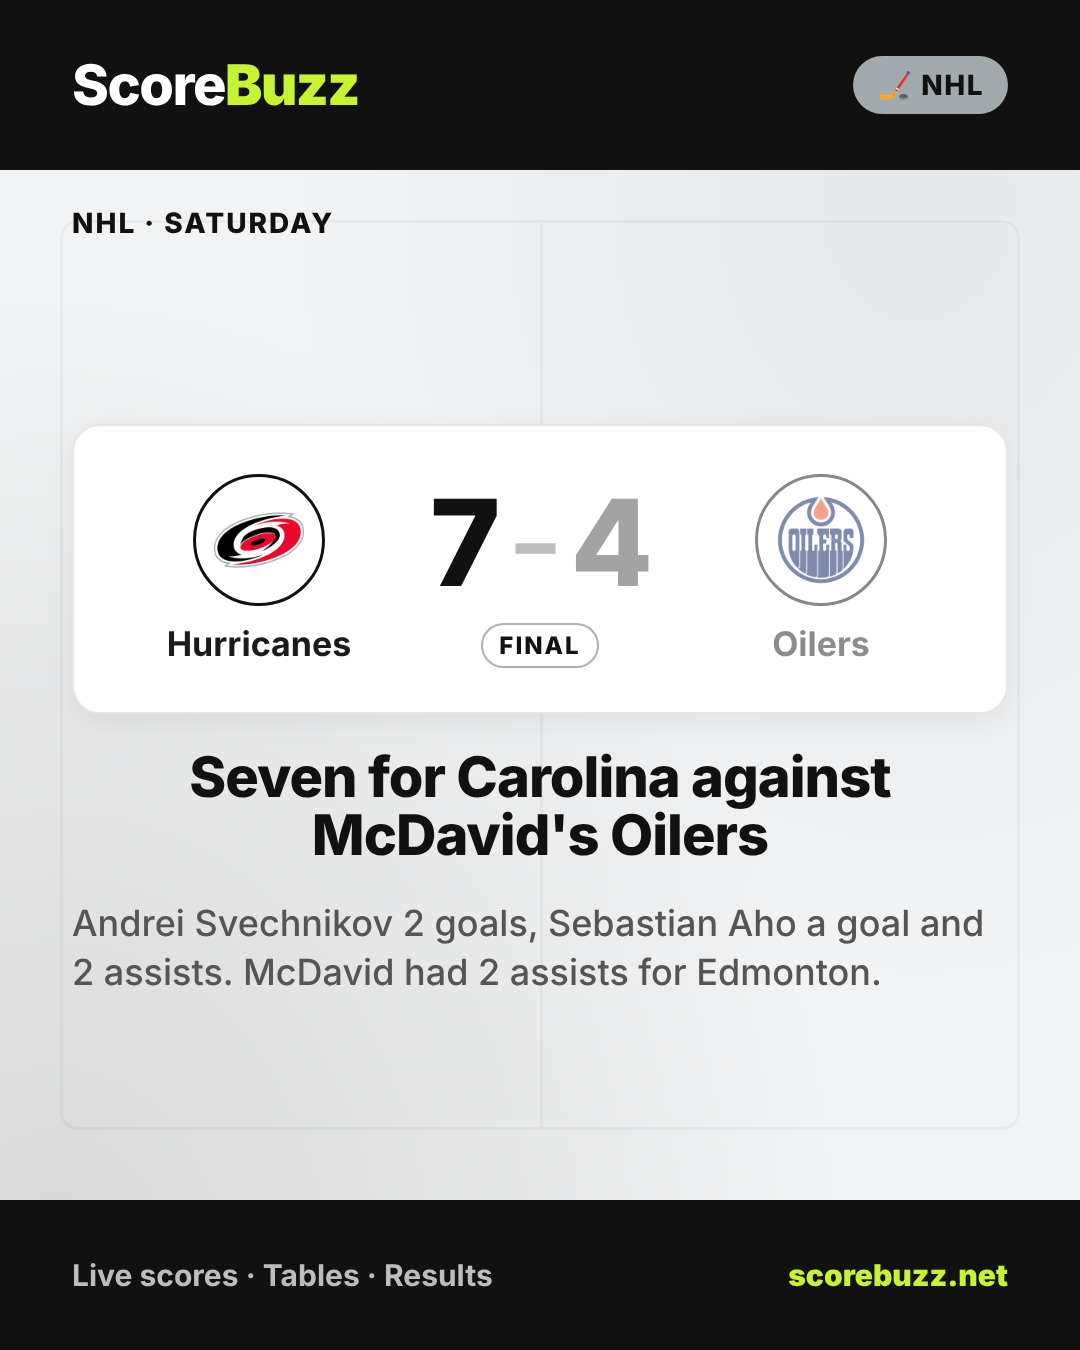 ScoreBuzz
NHL
NHL · SATURDAY
OILERS
7 – 4
Hurricanes
FINAL
Oilers
Seven for Carolina against
McDavid's Oilers
Andrei Svechnikov 2 goals, Sebastian Aho a goal and
2 assists. McDavid had 2 assists for Edmonton.
Live scores · Tables · Results
scorebuzz.net